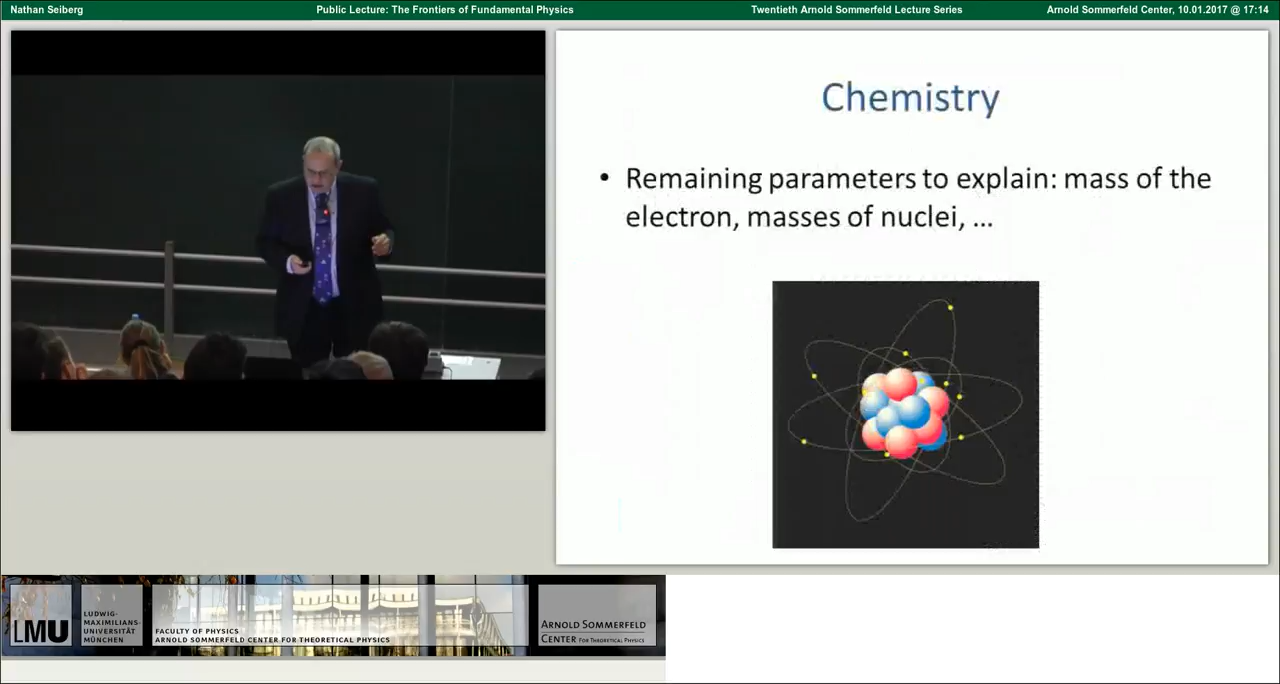 Nathan Seiberg
Public Lecture: The Frontiers of Fundamental Physics
Twentieth Arnold Sommerfeld Lecture Series
Arnold Sommerfeld Center, 10.01.2017 @ 17:14
Chemistry
• Remaining parameters to explain: mass of the
electron, masses of nuclei, ...
LMU
LUDWIG-
MAXIMILIANS-
UNIVERSITÄT
MÜNCHEN
FACULTY OF PHYSICS
ARNOLD SOMMERFELD CENTER FOR THEORETICAL PHYSICS
ARNOLD SOMMERFELD
CENTER FOR THEORETICAL PHYSICS